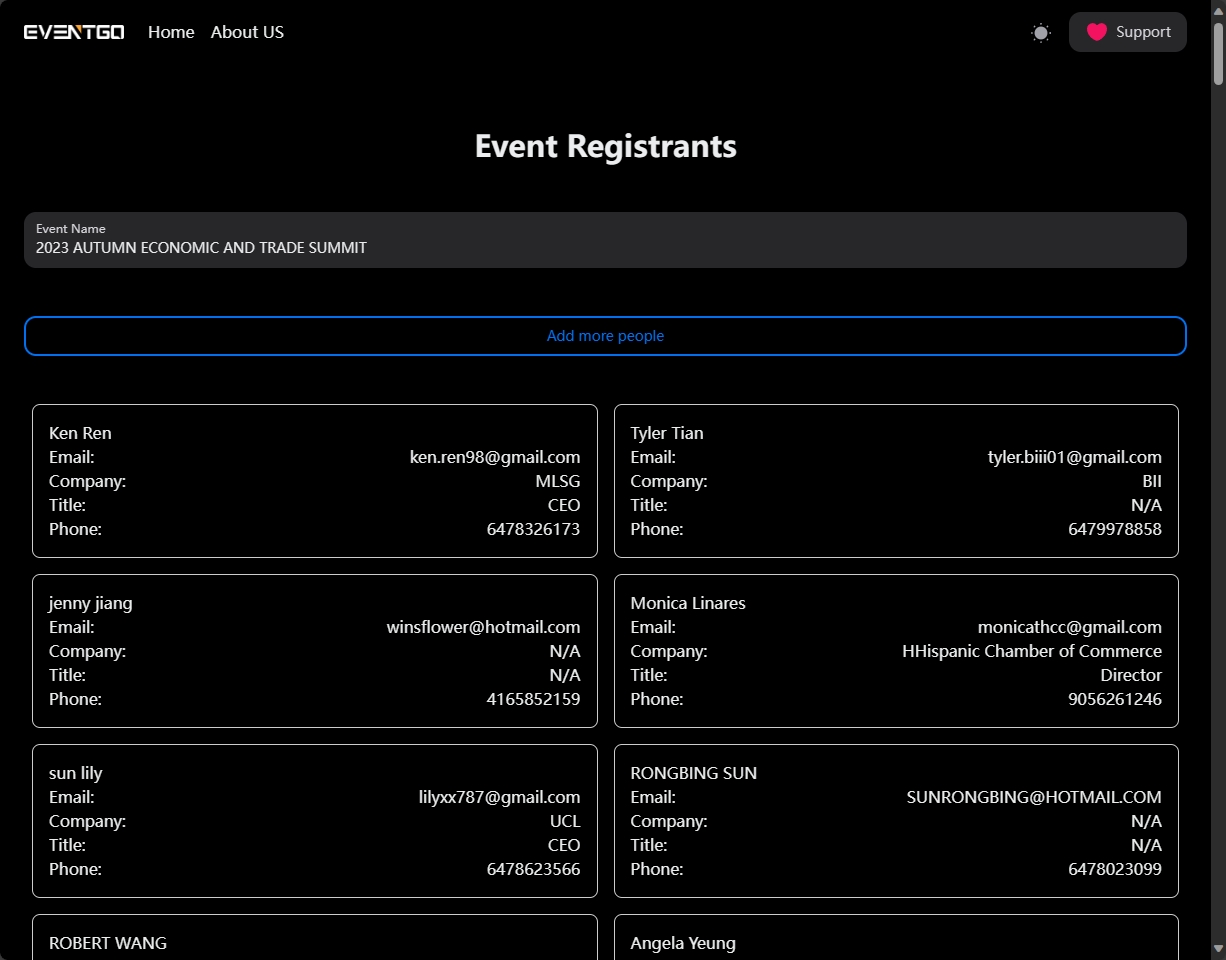 EVENTGO Home About US Support
Event Registrants
Event Name
2023 AUTUMN ECONOMIC AND TRADE SUMMIT
Add more people
Ken Ren
Email: ken.ren98@gmail.com
Company: MLSG
Title: CEO
Phone: 6478326173
Tyler Tian
Email: tyler.biii01@gmail.com
Company: BII
Title: N/A
Phone: 6479978858
jenny jiang
Email: winsflower@hotmail.com
Company: N/A
Title: N/A
Phone: 4165852159
Monica Linares
Email: monicathcc@gmail.com
Company: HHispanic Chamber of Commerce
Title: Director
Phone: 9056261246
sun lily
Email: lilyxx787@gmail.com
Company: UCL
Title: CEO
Phone: 6478623566
RONGBING SUN
Email: SUNRONGBING@HOTMAIL.COM
Company: N/A
Title: N/A
Phone: 6478023099
ROBERT WANG
Angela Yeung